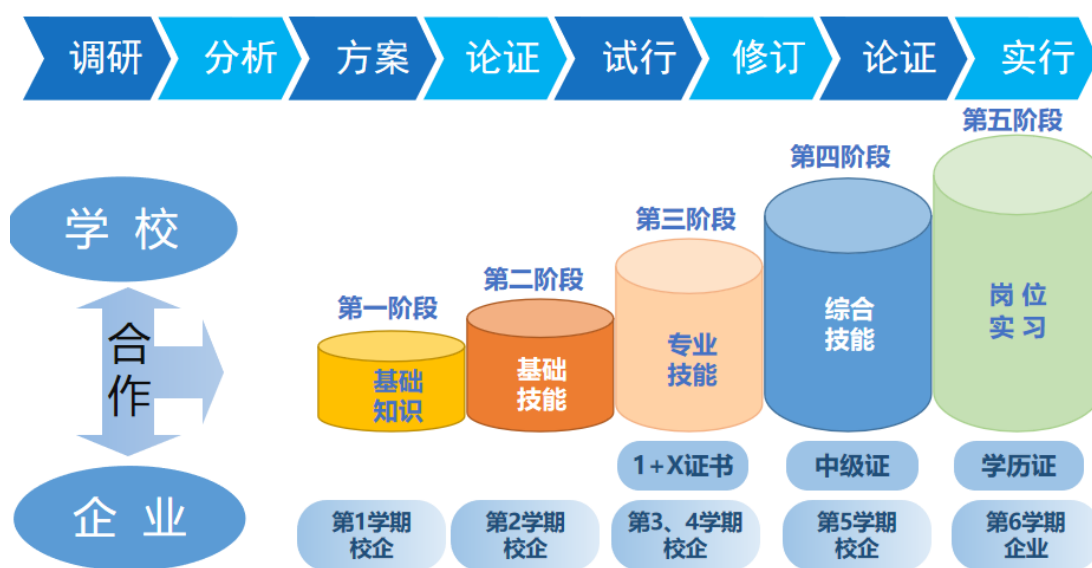 调研 分析 方案 论证 试行 修订 论证 实行
第五阶段
第四阶段
第三阶段
第二阶段
第一阶段
学 校
合
作
企 业
基础
知识
基础
技能
专业
技能
综合
技能
岗 位
实 习
1+X证书
中级证
学历证
第1学期
校企
第2学期
校企
第3、4学期
校企
第5学期
校企
第6学期
企业